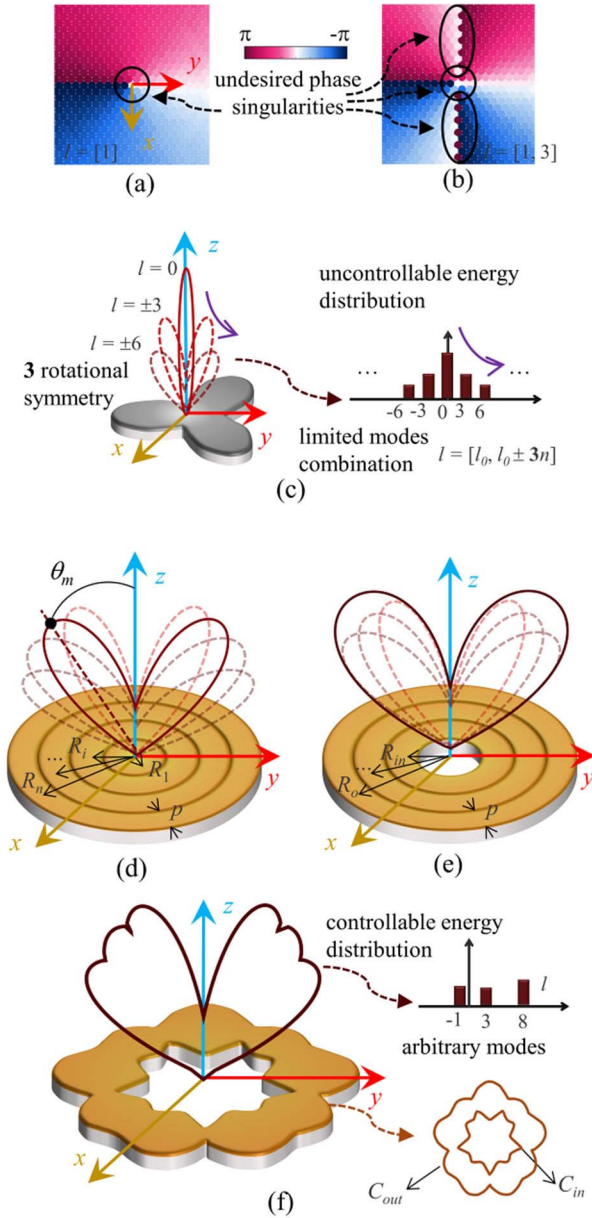 π -π
y
undesired phase
singularities
x
l = [1]
l = [1, 3]
(a) (b)
z
l = 0
l = ±3
l = ±6
3 rotational
symmetry
x
y
uncontrollable energy
distribution
... ...
-6 -3 0 3 6
limited modes
combination
l = [l₀, l₀ ± 3n]
(c)
θm
z
Ri
...
Rn
R1
p
y
x
(d)
z
Rin
...
Ro
p
y
x
(e)
z
controllable energy
distribution
l
-1 3 8
arbitrary modes
y
x
Cout
Cin
(f)